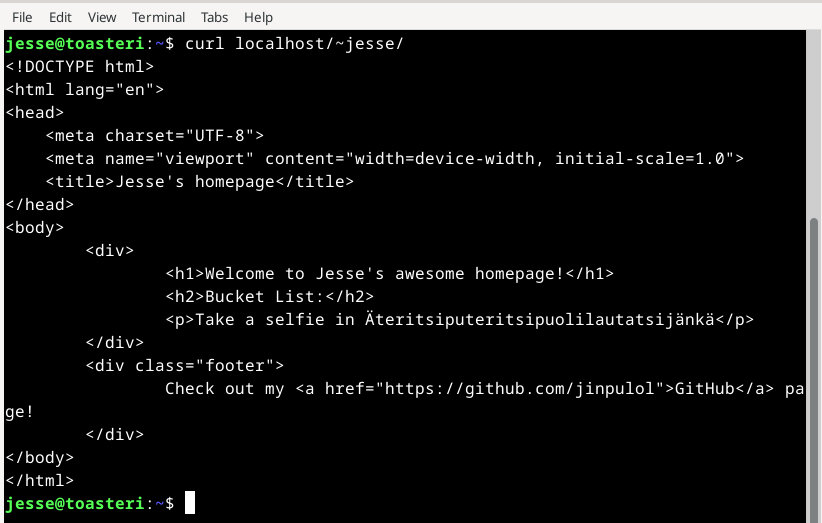 File Edit View Terminal Tabs Help
jesse@toasteri:~$ curl localhost/~jesse/
<!DOCTYPE html>
<html lang="en">
<head>
    <meta charset="UTF-8">
    <meta name="viewport" content="width=device-width, initial-scale=1.0">
    <title>Jesse's homepage</title>
</head>
<body>
        <div>
                <h1>Welcome to Jesse's awesome homepage!</h1>
                <h2>Bucket List:</h2>
                <p>Take a selfie in Äteritsiputeritsipuolilautatsijänkä</p>
        </div>
        <div class="footer">
                Check out my <a href="https://github.com/jinpulol">GitHub</a> pa
ge!
        </div>
</body>
</html>
jesse@toasteri:~$